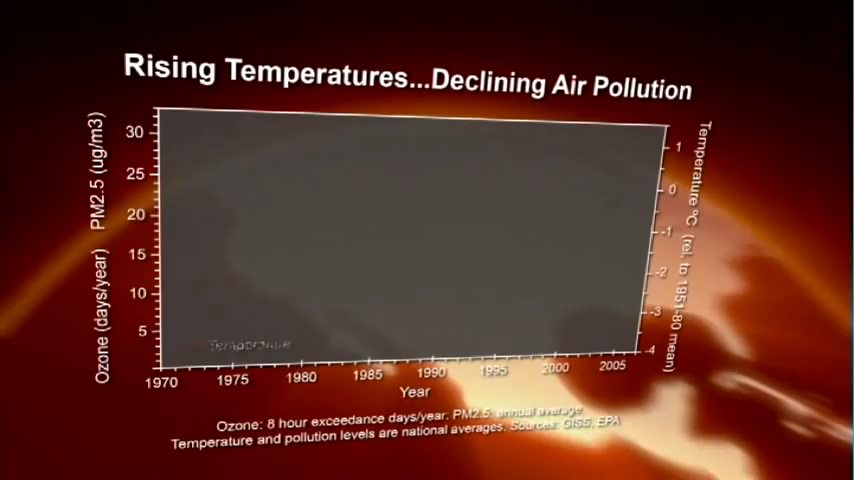 Rising Temperatures...Declining Air Pollution
Ozone (days/year) PM2.5 (ug/m3)
30
25
20
15
10
5
1
0
-1
-2
-3
-4
Temperature °C (rel. to 1951-80 mean)
Temperature
1970 1975 1980 1985 1990 1995 2000 2005
Year
Ozone: 8 hour exceedance days/year: PM2.5: annual average
Temperature and pollution levels are national averages. Sources: GISS, EPA